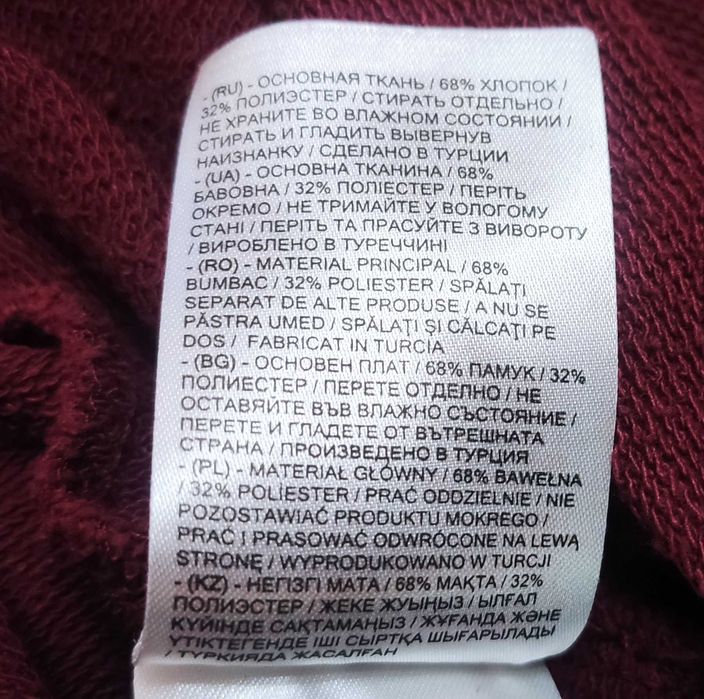 - (RU) - ОСНОВНАЯ ТКАНЬ / 68% ХЛОПОК /
32% ПОЛИЭСТЕР / СТИРАТЬ ОТДЕЛЬНО /
НЕ ХРАНИТЕ ВО ВЛАЖНОМ СОСТОЯНИИ /
СТИРАТЬ И ГЛАДИТЬ ВЫВЕРНУВ
НАИЗНАНКУ / СДЕЛАНО В ТУРЦИИ
- (UA) - ОСНОВНА ТКАНИНА / 68%
БАВОВНА / 32% ПОЛІЕСТЕР / ПЕРІТЬ
ОКРЕМО / НЕ ТРИМАЙТЕ У ВОЛОГОМУ
СТАНІ / ПЕРІТЬ ТА ПРАСУЙТЕ З ВИВОРОТУ
/ ВИРОБЛЕНО В ТУРЕЧЧИНІ
- (RO) - MATERIAL PRINCIPAL / 68%
BUMBAC / 32% POLIESTER / SPĂLAȚI
SEPARAT DE ALTE PRODUSE / A NU SE
PĂSTRA UMED / SPĂLAȚI ȘI CĂLCAȚI PE
DOS / FABRICAT IN TURCIA
- (BG) - ОСНОВЕН ПЛАТ / 68% ПАМУК / 32%
ПОЛИЕСТЕР / ПЕРЕТЕ ОТДЕЛНО / НЕ
ОСТАВЯЙТЕ ВЪВ ВЛАЖНО СЪСТОЯНИЕ /
ПЕРЕТЕ И ГЛАДЕТЕ ОТ ВЪТРЕШНАТА
СТРАНА / ПРОИЗВЕДЕНО В ТУРЦИЯ
- (PL) - MATERIAŁ GŁÓWNY / 68% BAWEŁNA
/ 32% POLIESTER / PRAĆ ODDZIELNIE / NIE
POZOSTAWIAĆ PRODUKTU MOKREGO /
PRAĆ I PRASOWAĆ ODWRÓCONE NA LEWĄ
STRONĘ / WYPRODUKOWANO W TURCJI
- (KZ) - НЕГІЗГІ МАТА / 68% МАҚТА / 32%
ПОЛИЭСТЕР / ЖЕКЕ ЖУЫҢЫЗ / ЫЛҒАЛ
КҮЙІНДЕ САҚТАМАҢЫЗ / ЖУҒАНДА ЖӘНЕ
ҮТІКТЕГЕНДЕ ІШІ СЫРТҚА ШЫҒАРЫЛАДЫ
/ ТҮРКИЯДА ЖАСАЛҒАН